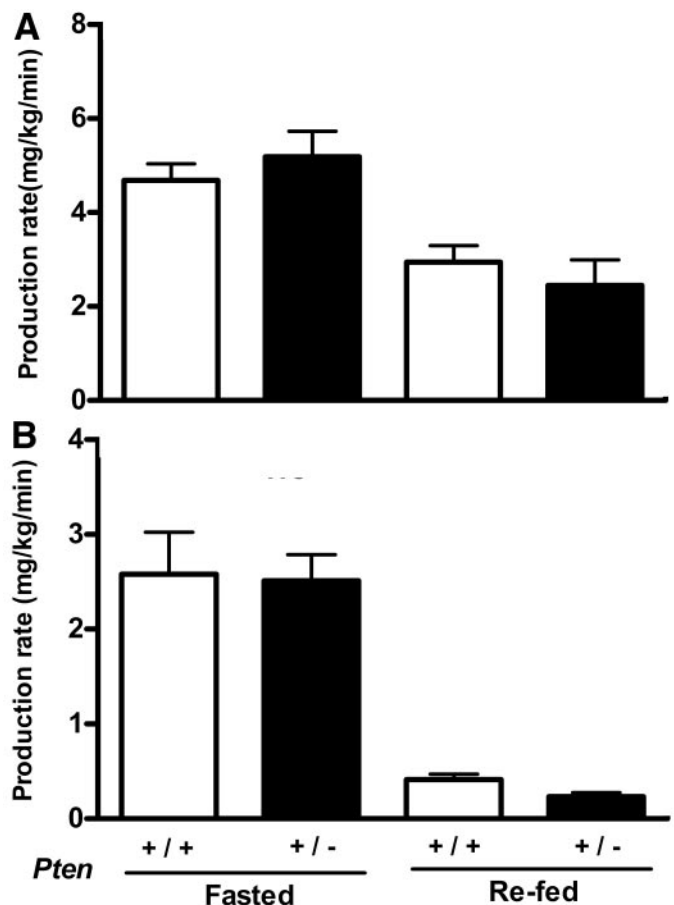 A
Production rate(mg/kg/min)
8
6
4
2
0
B
Production rate (mg/kg/min)
4
3
2
1
0
Pten
+ / + + / - + / + + / -
Fasted Re-fed